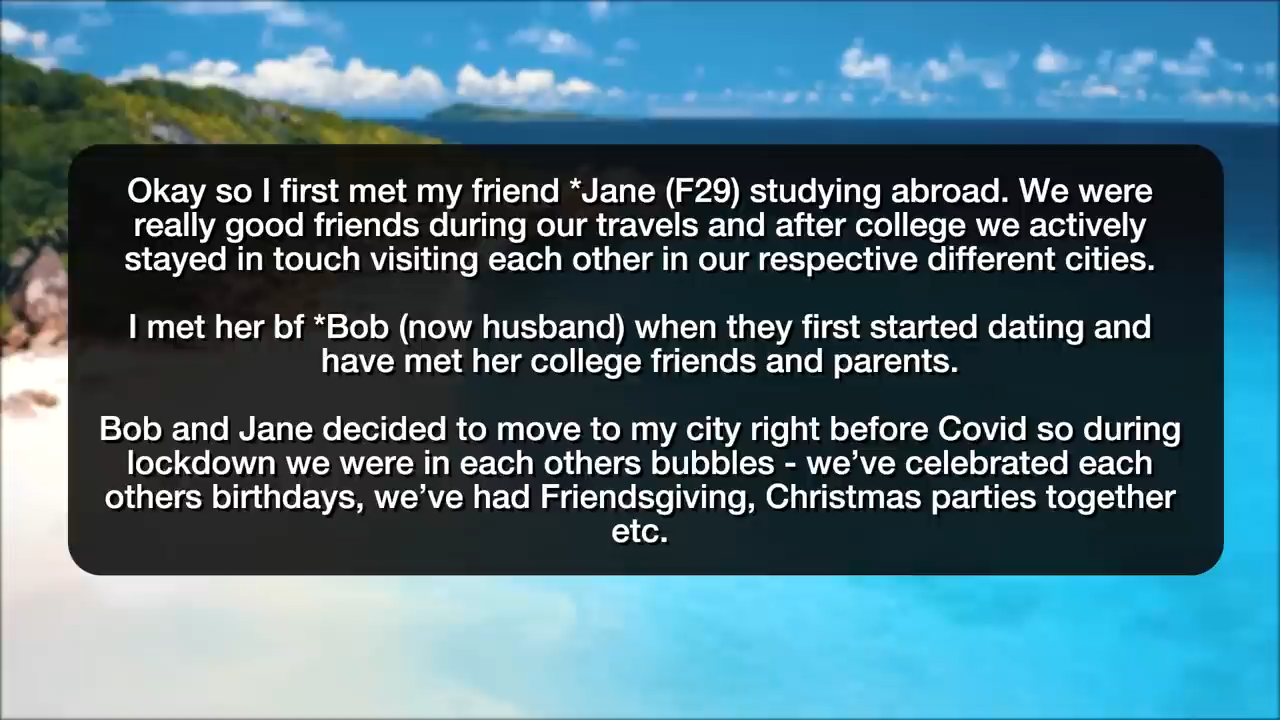 Okay so I first met my friend *Jane (F29) studying abroad. We were
really good friends during our travels and after college we actively
stayed in touch visiting each other in our respective different cities.
I met her bf *Bob (now husband) when they first started dating and
have met her college friends and parents.
Bob and Jane decided to move to my city right before Covid so during
lockdown we were in each others bubbles - we’ve celebrated each
others birthdays, we’ve had Friendsgiving, Christmas parties together
etc.